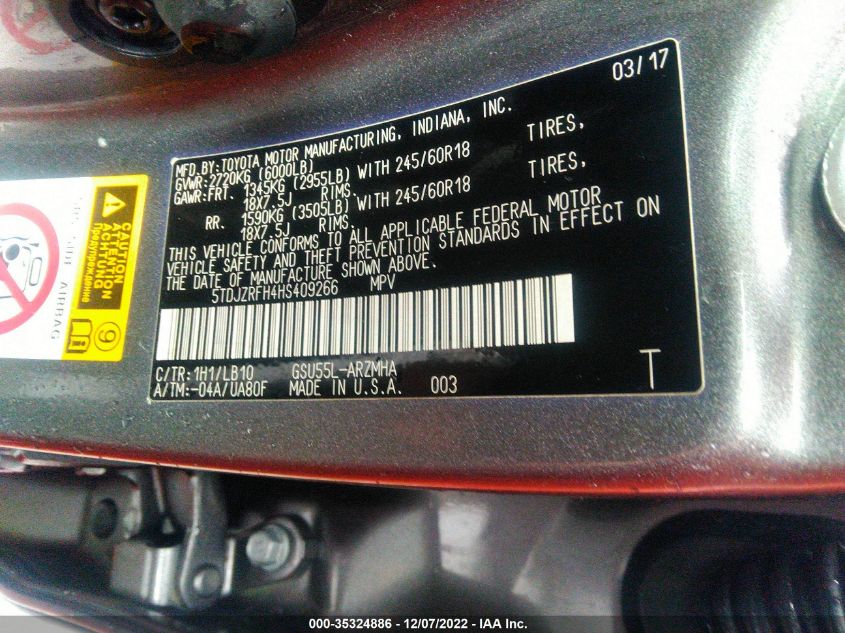 03/17
MFD.BY:TOYOTA MOTOR MANUFACTURING, INDIANA, INC.
GVWR:2720KG (6000LB)
GAWR:FRT. 1345KG (2955LB) WITH 245/60R18 TIRES,
18X7.5J RIMS.
RR. 1590KG (3505LB) WITH 245/60R18 TIRES,
18X7.5J RIMS.
THIS VEHICLE CONFORMS TO ALL APPLICABLE FEDERAL MOTOR
VEHICLE SAFETY AND THEFT PREVENTION STANDARDS IN EFFECT ON
THE DATE OF MANUFACTURE SHOWN ABOVE.
5TDJZRFH4HS409266 MPV
C/TR:1H1/LB10 GSU55L-ARZMHA
A/TM:-04A/UA80F MADE IN U.S.A. 003
T
CAUTION
ATTENTION
ACHTUNG
Предупреждение
SIDE AIRBAG
9
000-35324886 - 12/07/2022 - IAA Inc.